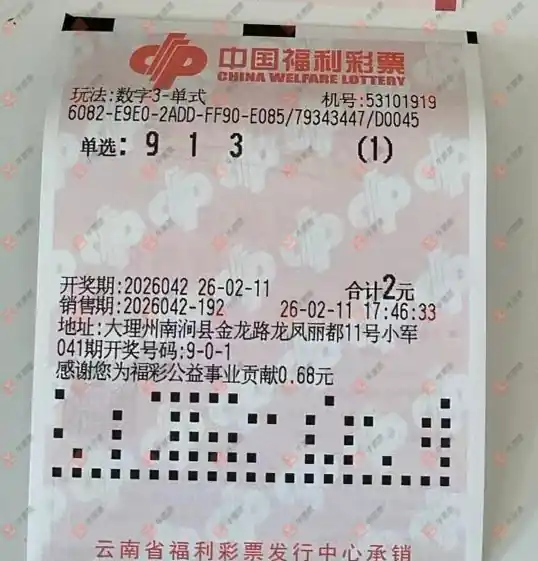 中国福利彩票
CHINA WELFARE LOTTERY
玩法:数字3-单式 机号:53101919
6082-E9E0-2ADD-FF90-E085/79343447/D0045
单选: 9 1 3 (1)
开奖期:2026042 26-02-11 合计2元
销售期:2026042-192 26-02-11 17:46:33
地址:大理州南涧县金龙路龙凤丽都11号小军
041期开奖号码:9-0-1
感谢您为福彩公益事业贡献0.68元
云南省福利彩票发行中心承销